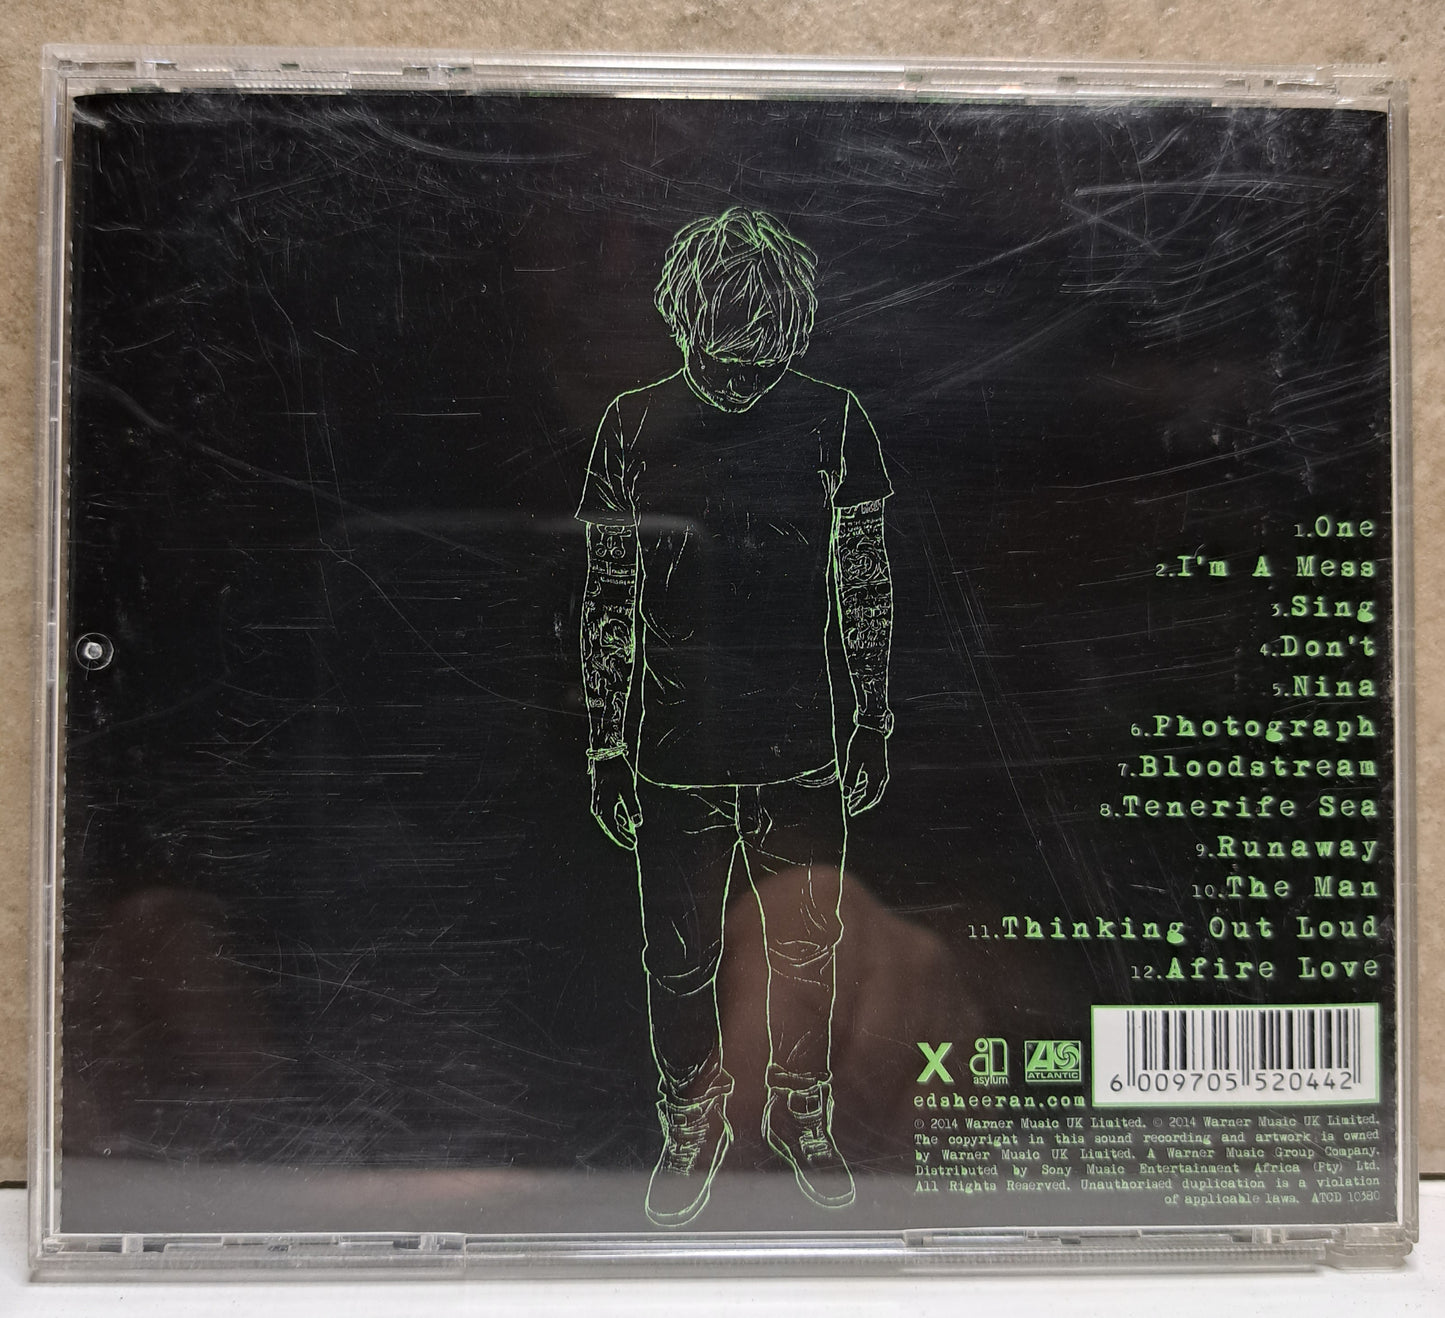 1.One
2.I'm A Mess
3.Sing
4.Don't
5.Nina
6.Photograph
7.Bloodstream
8.Tenerife Sea
9.Runaway
10.The Man
11.Thinking Out Loud
12.Afire Love
X asylum ATLANTIC
edsheeran.com
6 009705 520442
℗ 2014 Warner Music UK Limited. © 2014 Warner Music UK Limited.
The copyright in this sound recording and artwork is owned
by Warner Music UK Limited. A Warner Music Group Company.
Distributed by Sony Music Entertainment Africa (Pty) Ltd.
All Rights Reserved. Unauthorised duplication is a violation
of applicable laws. ATCD 10380